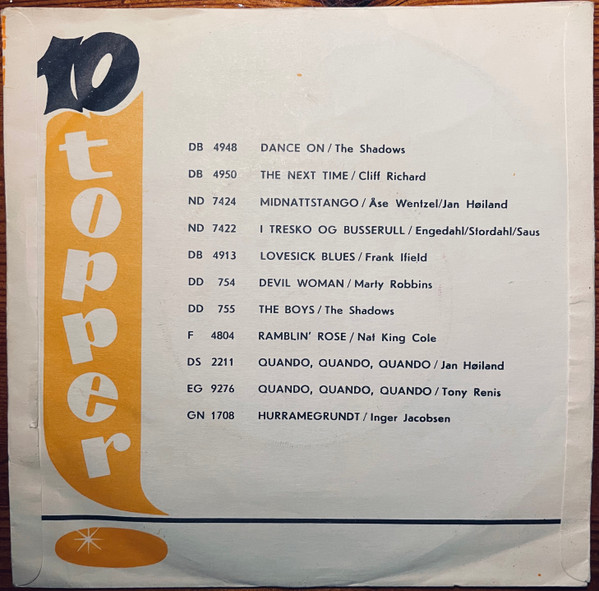 10
topper
DB 4948 DANCE ON / The Shadows
DB 4950 THE NEXT TIME / Cliff Richard
ND 7424 MIDNATTSTANGO / Åse Wentzel/Jan Høiland
ND 7422 I TRESKO OG BUSSERULL / Engedahl/Stordahl/Saus
DB 4913 LOVESICK BLUES / Frank Ifield
DD 754 DEVIL WOMAN / Marty Robbins
DD 755 THE BOYS / The Shadows
F 4804 RAMBLIN' ROSE / Nat King Cole
DS 2211 QUANDO, QUANDO, QUANDO / Jan Høiland
EG 9276 QUANDO, QUANDO, QUANDO / Tony Renis
GN 1708 HURRAMEGRUNDT / Inger Jacobsen